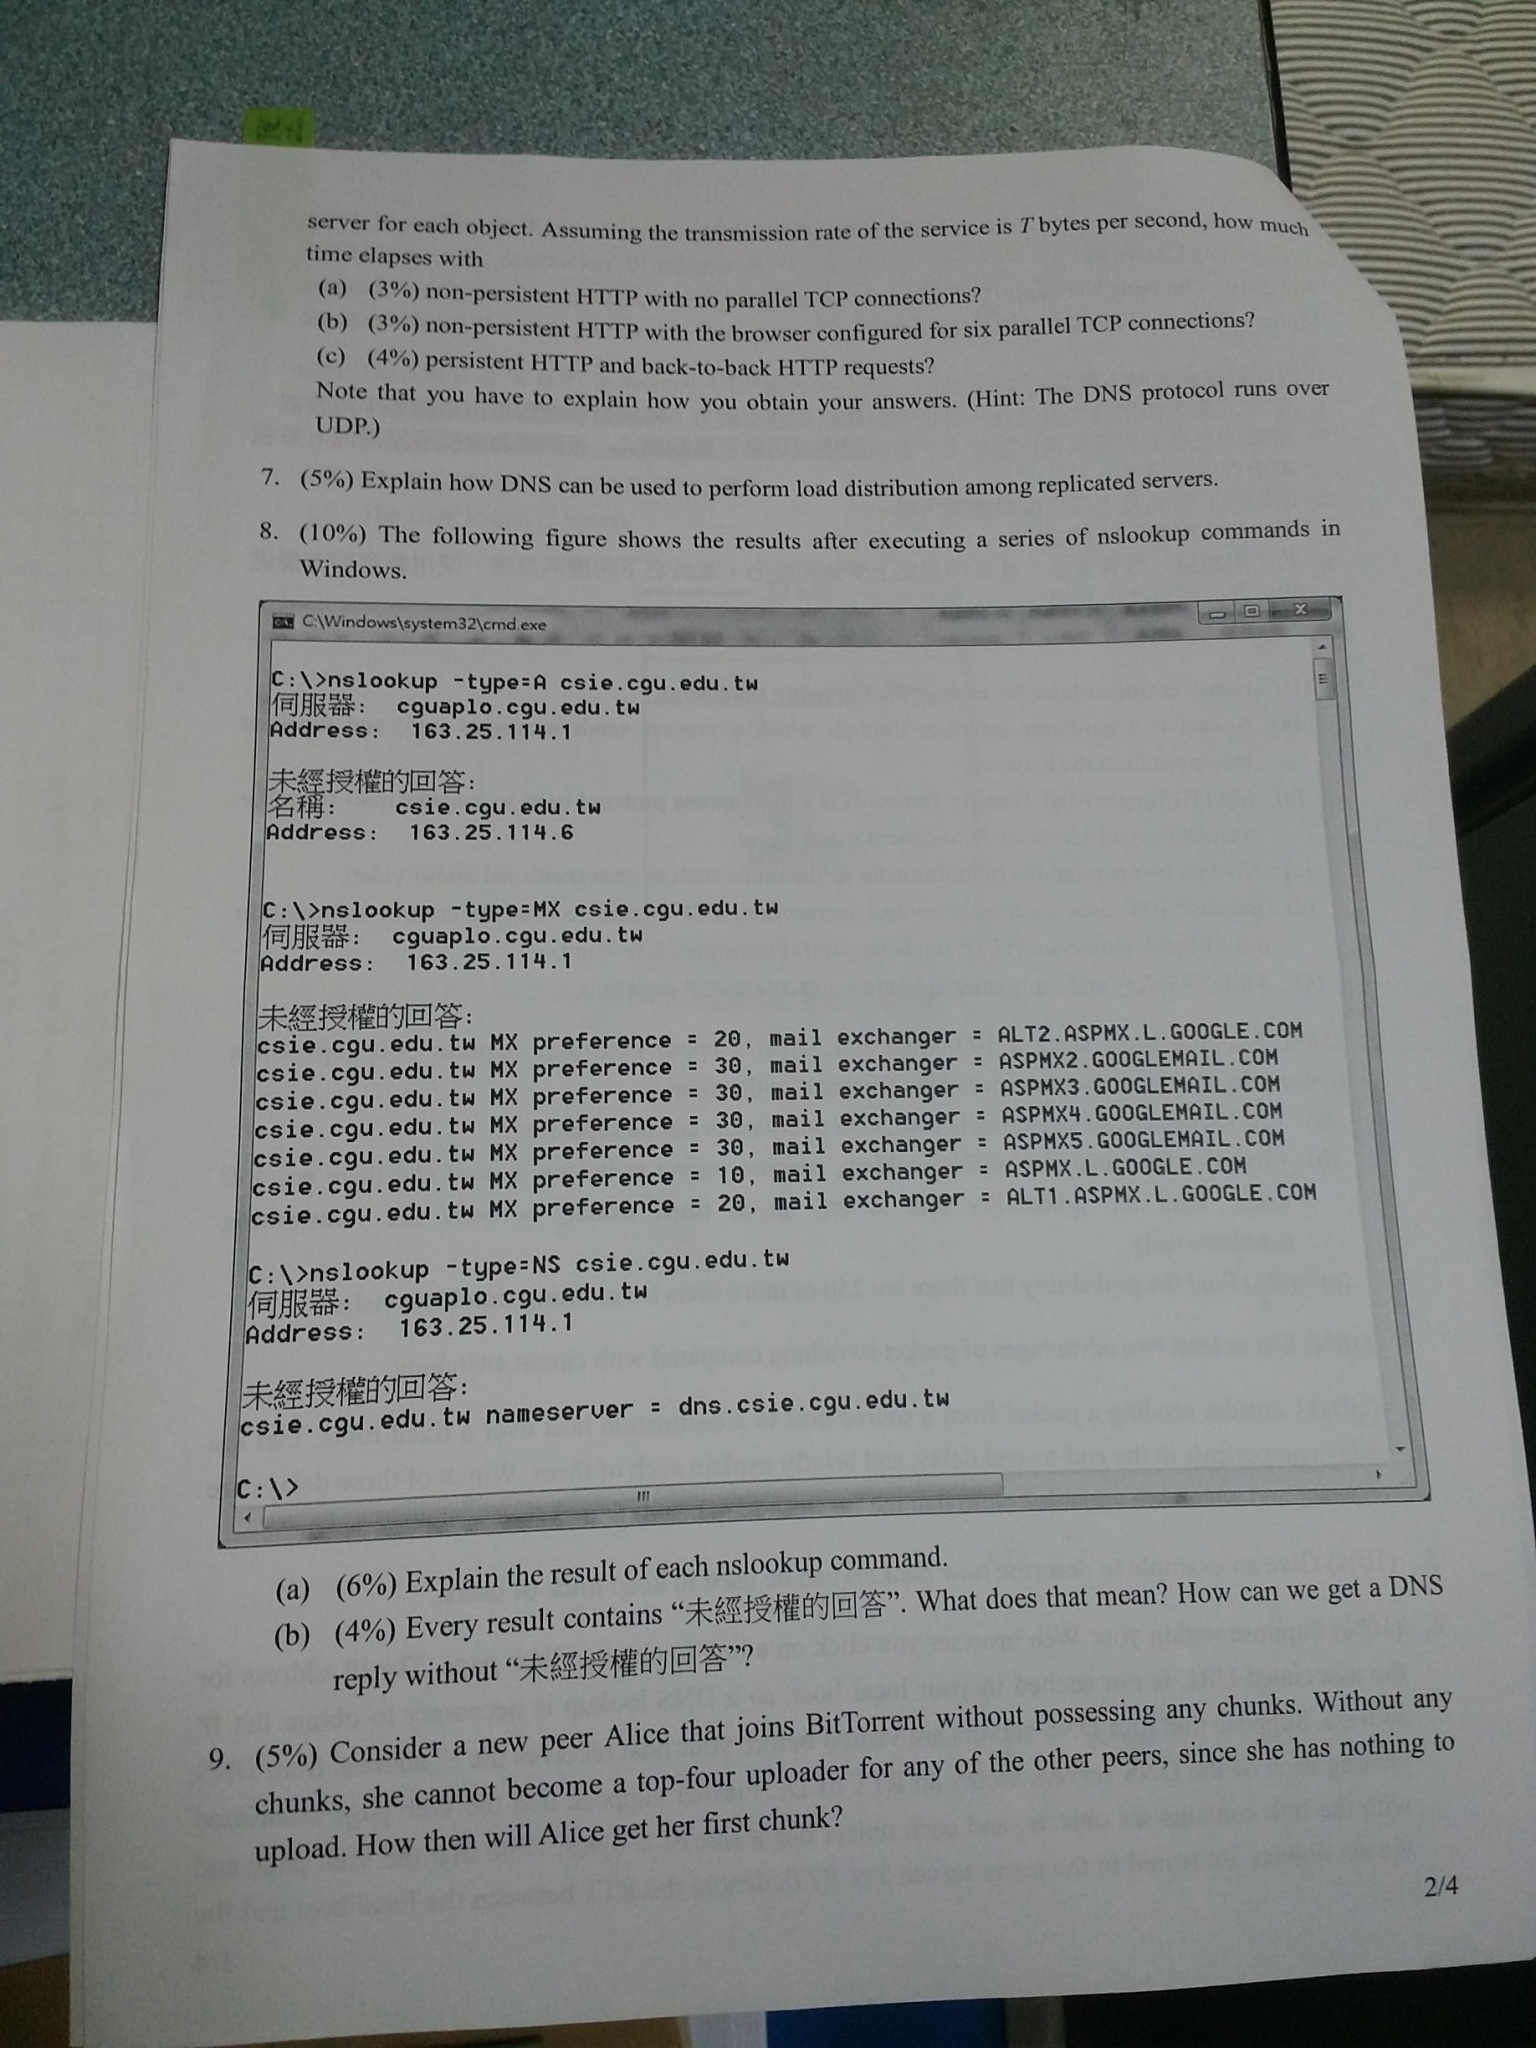 server for each object. Assuming the transmission rate of the service is T bytes per second, how much
time elapses with
(a) (3%) non-persistent HTTP with no parallel TCP connections?
(b) (3%) non-persistent HTTP with the browser configured for six parallel TCP connections?
(c) (4%) persistent HTTP and back-to-back HTTP requests?
Note that you have to explain how you obtain your answers. (Hint: The DNS protocol runs over
UDP.)
7. (5%) Explain how DNS can be used to perform load distribution among replicated servers.
8. (10%) The following figure shows the results after executing a series of nslookup commands in
Windows.
C:\Windows\system32\cmd.exe
C:\>nslookup -type=A csie.cgu.edu.tw
伺服器: cguaplo.cgu.edu.tw
Address: 163.25.114.1
未經授權的回答:
名稱: csie.cgu.edu.tw
Address: 163.25.114.6
C:\>nslookup -type=MX csie.cgu.edu.tw
伺服器: cguaplo.cgu.edu.tw
Address: 163.25.114.1
未經授權的回答:
csie.cgu.edu.tw MX preference = 20, mail exchanger = ALT2.ASPMX.L.GOOGLE.COM
csie.cgu.edu.tw MX preference = 30, mail exchanger = ASPMX2.GOOGLEMAIL.COM
csie.cgu.edu.tw MX preference = 30, mail exchanger = ASPMX3.GOOGLEMAIL.COM
csie.cgu.edu.tw MX preference = 30, mail exchanger = ASPMX4.GOOGLEMAIL.COM
csie.cgu.edu.tw MX preference = 30, mail exchanger = ASPMX5.GOOGLEMAIL.COM
csie.cgu.edu.tw MX preference = 10, mail exchanger = ASPMX.L.GOOGLE.COM
csie.cgu.edu.tw MX preference = 20, mail exchanger = ALT1.ASPMX.L.GOOGLE.COM
C:\>nslookup -type=NS csie.cgu.edu.tw
伺服器: cguaplo.cgu.edu.tw
Address: 163.25.114.1
未經授權的回答:
csie.cgu.edu.tw nameserver = dns.csie.cgu.edu.tw
C:\>
(a) (6%) Explain the result of each nslookup command.
(b) (4%) Every result contains “未經授權的回答”. What does that mean? How can we get a DNS
reply without “未經授權的回答”?
9. (5%) Consider a new peer Alice that joins BitTorrent without possessing any chunks. Without any
chunks, she cannot become a top-four uploader for any of the other peers, since she has nothing to
upload. How then will Alice get her first chunk?
2/4